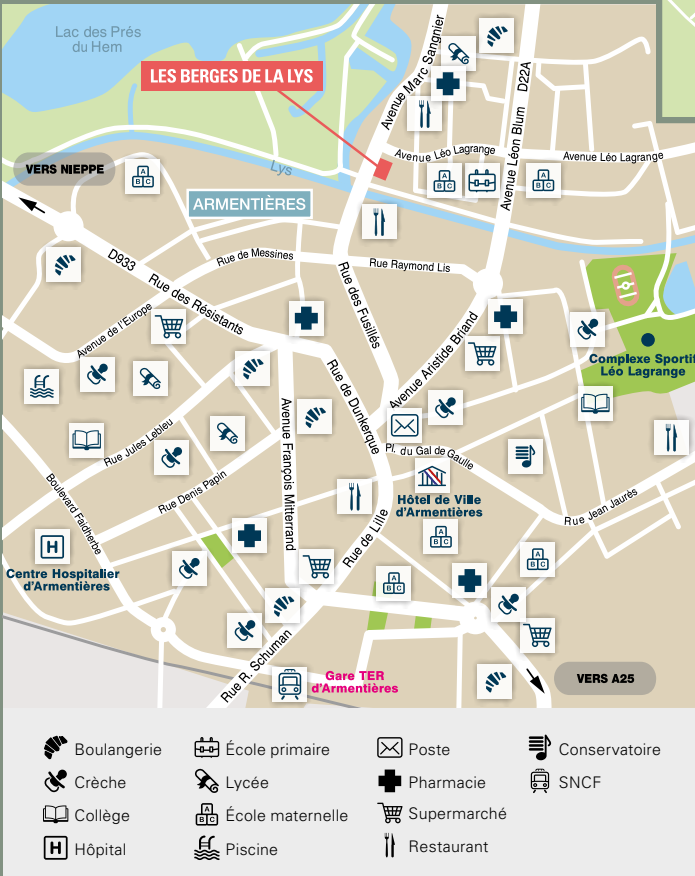 Lac des Prés
du Hem
LES BERGES DE LA LYS
Avenue Marc Sangnier
D22A
Avenue Léon Blum
Avenue Léo Lagrange
Avenue Léo Lagrange
VERS NIEPPE
Lys
ARMENTIÈRES
D933
Rue des Résistants
Rue de Messines
Rue Raymond Lis
Avenue de l'Europe
Rue des Fusillés
Avenue Aristide Briand
Complexe Sportif
Léo Lagrange
Rue de Dunkerque
Avenue François Mitterrand
Rue Jules Lebleu
Pl. du Gal de Gaulle
Rue Denis Papin
Boulevard Faidherbe
Hôtel de Ville
d'Armentières
Rue Jean Jaurés
Rue de Lille
H
Centre Hospitalier
d'Armentières
Rue R. Schuman
Gare TER
d'Armentières
VERS A25
A
B C
A
B C
A
B C
A
B C
A
B C
A
B C
Boulangerie
École primaire
Poste
Conservatoire
Crèche
Lycée
Pharmacie
SNCF
Collège
A
B C
École maternelle
Supermarché
H
Hôpital
Piscine
Restaurant